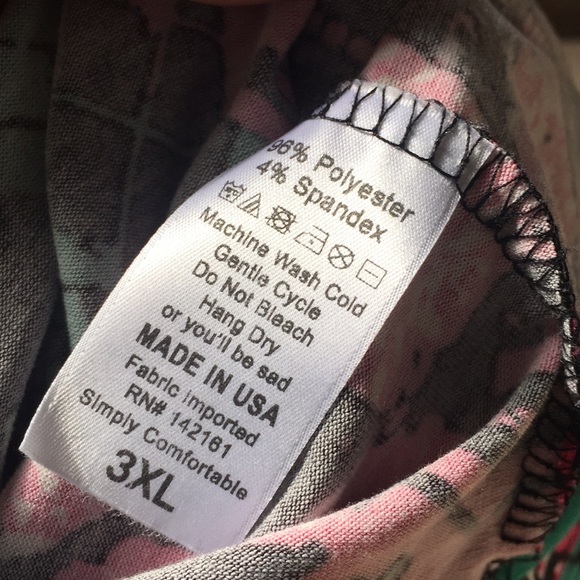 96% Polyester
4% Spandex
Machine Wash Cold
Gentle Cycle
Do Not Bleach
Hang Dry
or you'll be sad
MADE IN USA
Fabric Imported
RN# 142161
Simply Comfortable
3XL